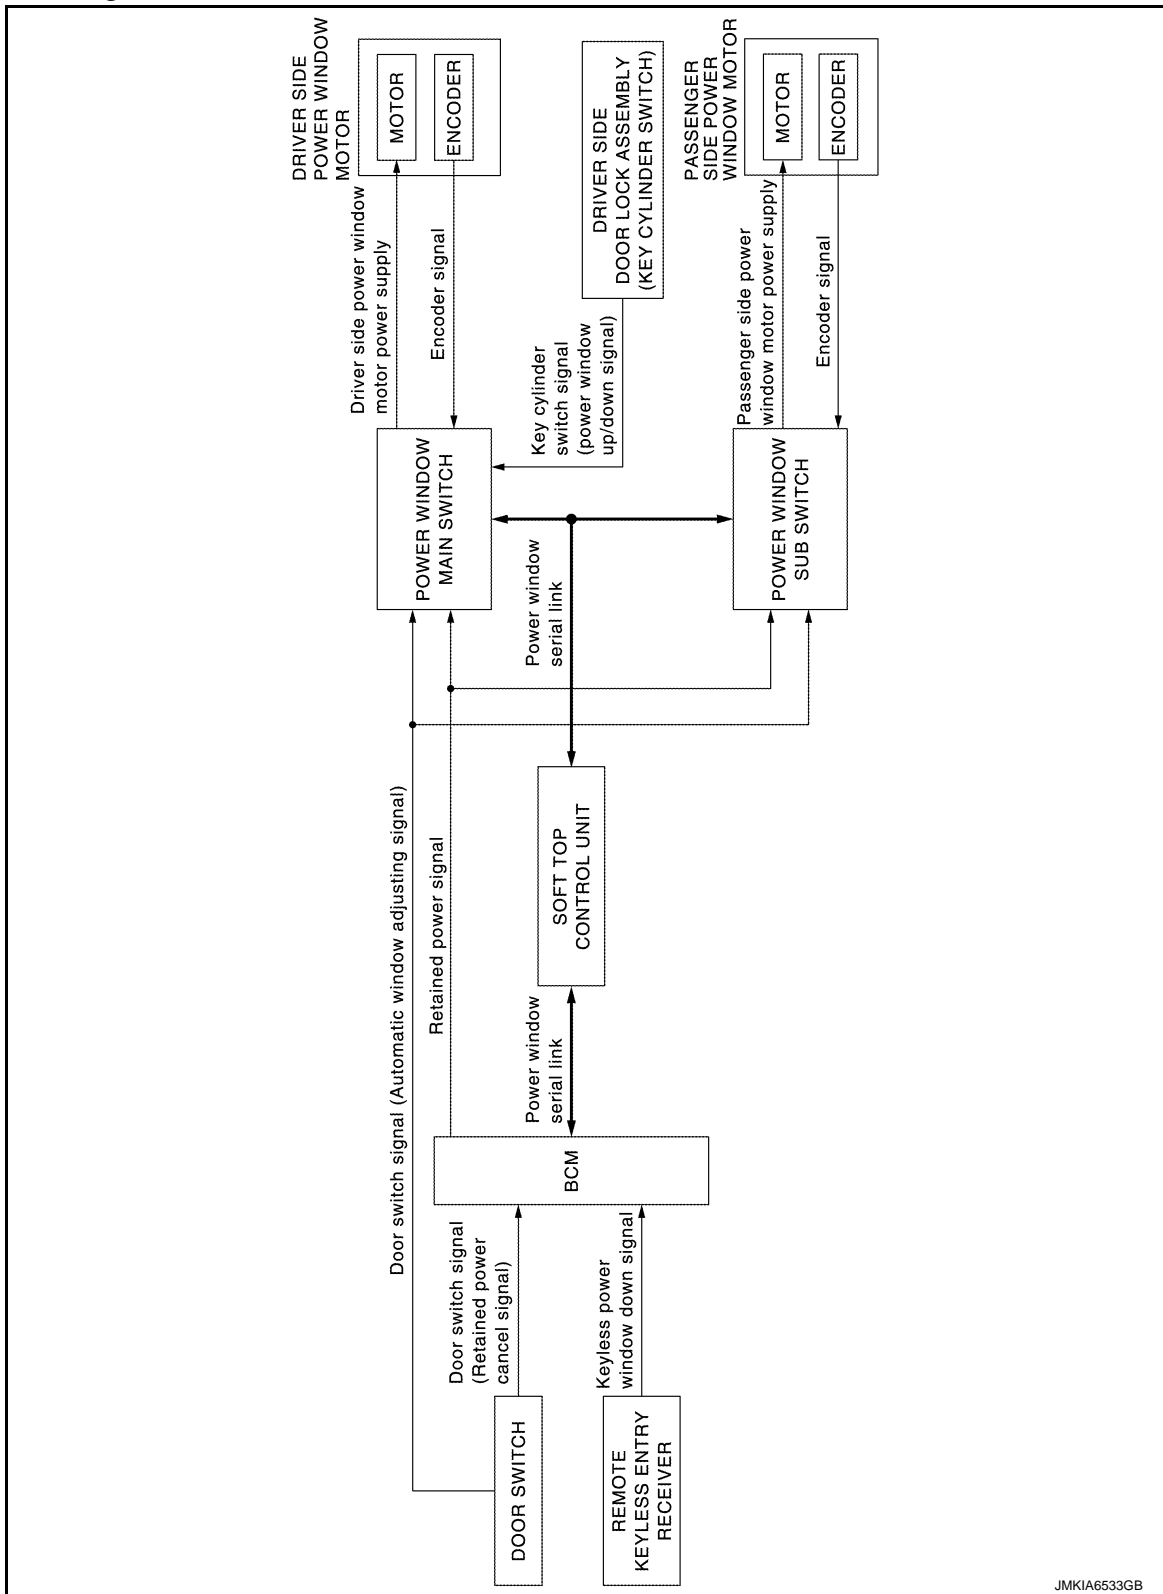 DRIVER SIDE
POWER WINDOW
MOTOR
MOTOR
ENCODER
Driver side power window
motor power supply
Encoder signal
DRIVER SIDE
DOOR LOCK ASSEMBLY
(KEY CYLINDER SWITCH)
Key cylinder
switch signal
(power window
up/down signal)
PASSENGER
SIDE POWER
WINDOW MOTOR
MOTOR
ENCODER
Passenger side power
window motor power supply
Encoder signal
POWER WINDOW
MAIN SWITCH
POWER WINDOW
SUB SWITCH
Power window
serial link
Door switch signal (Automatic window adjusting signal)
Retained power signal
SOFT TOP
CONTROL UNIT
Power window
serial link
BCM
Door switch signal
(Retained power
cancel signal)
Keyless power
window down signal
DOOR SWITCH
REMOTE
KEYLESS ENTRY
RECEIVER
JMKIA6533GB